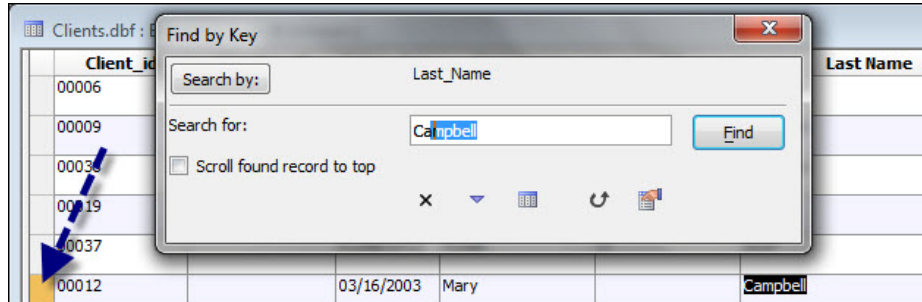 Clients.dbf :
Find by Key
X
Client_id
Last Name
Search by:
Last_Name
00006
00009
Search for:
Campbell
Find
Scroll found record to top
00019
00037
00012
03/16/2003
Mary
Campbell